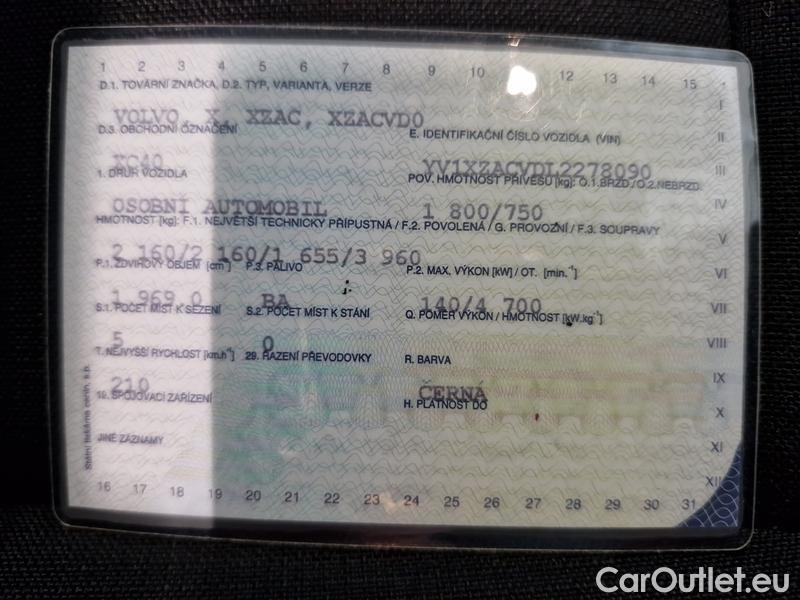 1 2 3 4 5 6 7 8 9 10 12 13 14 15
D.1. TOVÁRNÍ ZNAČKA, D.2. TYP, VARIANTA, VERZE
I
VOLVO, X, XZAC, XZACVD0
D.3. OBCHODNÍ OZNAČENÍ E. IDENTIFIKAČNÍ ČÍSLO VOZIDLA (VIN) II
XC40 YV1XZACVDL2278090 III
1. DRUH VOZIDLA POV. HMOTNOST PŘÍVĚSU [kg]: O.1.BRZD./O.2.NEBRZD.
OSOBNÍ AUTOMOBIL 1 800/750 IV
HMOTNOST [kg]: F.1. NEJVĚTŠÍ TECHNICKY PŘÍPUSTNÁ / F.2. POVOLENÁ / G. PROVOZNÍ / F.3. SOUPRAVY
V
2 160/2 160/1 655/3 960
P.1. ZDVIHOVÝ OBJEM [cm³] P.3. PALIVO P.2. MAX. VÝKON [kW] / OT. [min.⁻¹] VI
1 969,0 BA 140/4 700 VII
S.1. POČET MÍST K SEZENÍ S.2. POČET MÍST K STÁNÍ Q. POMĚR VÝKON / HMOTNOST [kW.kg⁻¹]
5 0 VIII
T. NEJVYŠŠÍ RYCHLOST [km.h⁻¹] 29. ŘAZENÍ PŘEVODOVKY R. BARVA
210 ČERNÁ IX
19. SPOJOVACÍ ZAŘÍZENÍ H. PLATNOST DO X
JINÉ ZÁZNAMY XI
XII
16 17 18 19 20 21 22 23 24 25 26 27 28 29 30 31
Státní tiskárna cenin, s.p.
CarOutlet.eu